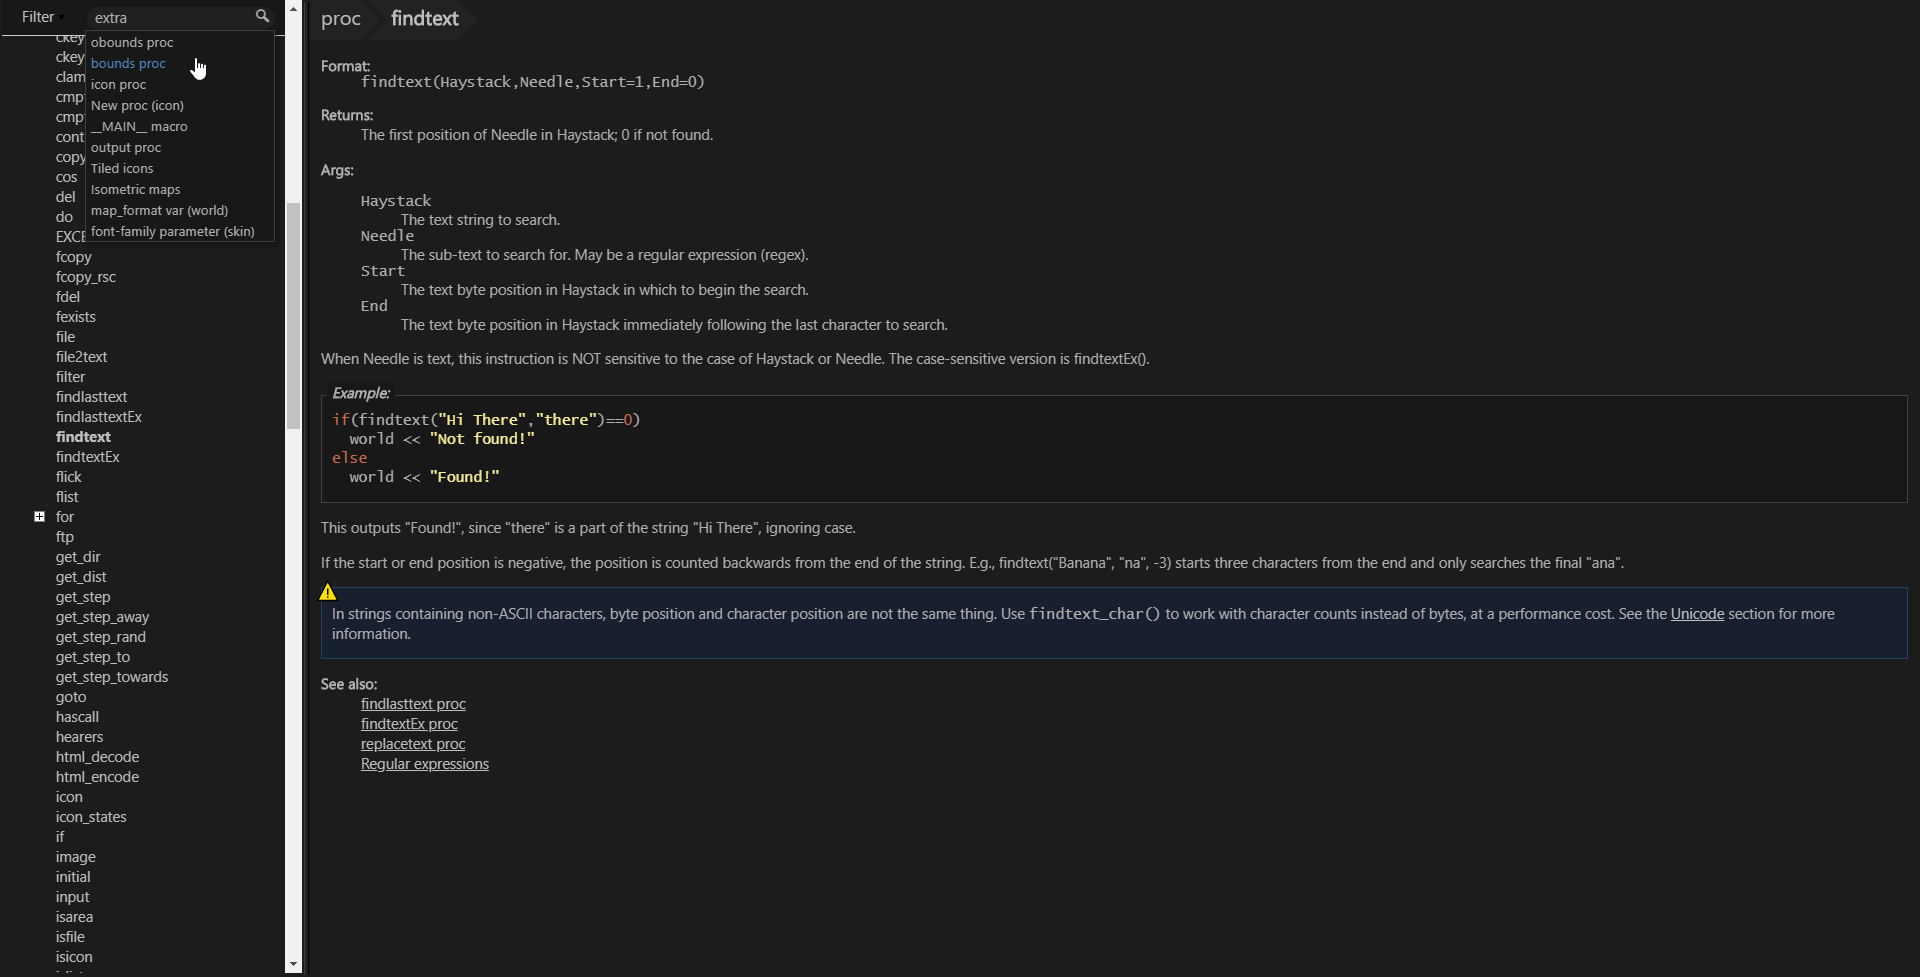 Filter
extra
obounds proc
bounds proc
icon proc
New proc (icon)
__MAIN__ macro
output proc
Tiled icons
Isometric maps
map_format var (world)
font-family parameter (skin)
ckey
ckey
clam
cmp
cmp
cont
copy
cos
del
do
EXCE
fcopy
fcopy_rsc
fdel
fexists
file
file2text
filter
findlasttext
findlasttextEx
findtext
findtextEx
flick
flist
for
ftp
get_dir
get_dist
get_step
get_step_away
get_step_rand
get_step_to
get_step_towards
goto
hascall
hearers
html_decode
html_encode
icon
icon_states
if
image
initial
input
isarea
isfile
isicon
proc findtext
Format:
findtext(Haystack,Needle,Start=1,End=0)
Returns:
The first position of Needle in Haystack; 0 if not found.
Args:
Haystack
The text string to search.
Needle
The sub-text to search for. May be a regular expression (regex).
Start
The text byte position in Haystack in which to begin the search.
End
The text byte position in Haystack immediately following the last character to search.
When Needle is text, this instruction is NOT sensitive to the case of Haystack or Needle. The case-sensitive version is findtextEx().
Example:
if(findtext("Hi There","there")==0)
world << "Not found!"
else
world << "Found!"
This outputs "Found!", since "there" is a part of the string "Hi There", ignoring case.
If the start or end position is negative, the position is counted backwards from the end of the string. E.g., findtext("Banana", "na", -3) starts three characters from the end and only searches the final "ana".
In strings containing non-ASCII characters, byte position and character position are not the same thing. Use findtext_char() to work with character counts instead of bytes, at a performance cost. See the Unicode section for more
information.
See also:
findlasttext proc
findtextEx proc
replacetext proc
Regular expressions